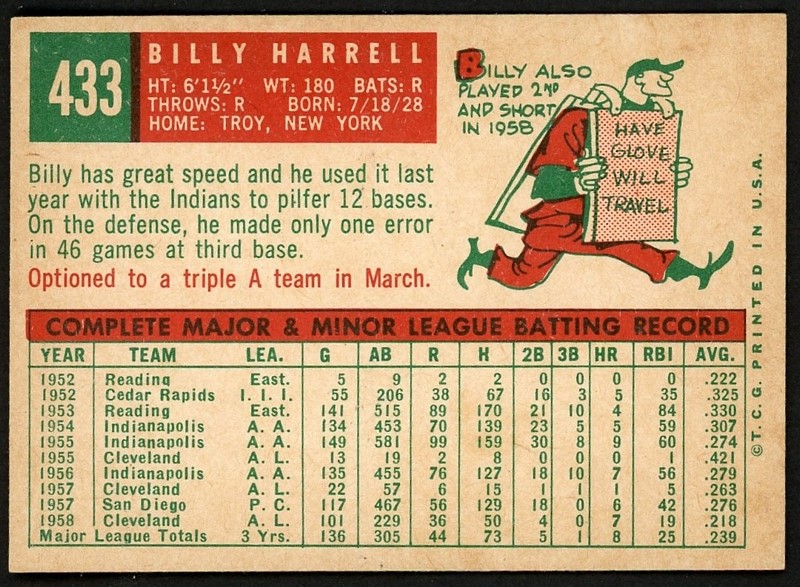 433
BILLY HARRELL
HT: 6'1½" WT: 180 BATS: R
THROWS: R BORN: 7/18/28
HOME: TROY, NEW YORK
Billy has great speed and he used it last
year with the Indians to pilfer 12 bases.
On the defense, he made only one error
in 46 games at third base.
Optioned to a triple A team in March.
BILLY ALSO
PLAYED 2ND
AND SHORT
IN 1958
HAVE
GLOVE
WILL
TRAVEL
COMPLETE MAJOR & MINOR LEAGUE BATTING RECORD
YEAR TEAM LEA. G AB R H 2B 3B HR RBI AVG.
1952 Reading East. 5 9 2 2 0 0 0 0 .222
1952 Cedar Rapids I. I. I. 55 206 38 67 16 3 5 35 .325
1953 Reading East. 141 515 89 170 21 10 4 84 .330
1954 Indianapolis A. A. 134 453 70 139 23 5 5 59 .307
1955 Indianapolis A. A. 149 581 99 159 30 8 9 60 .274
1955 Cleveland A. L. 13 19 2 8 0 0 0 1 .421
1956 Indianapolis A. A. 135 455 76 127 18 10 7 56 .279
1957 Cleveland A. L. 22 57 6 15 1 1 1 5 .263
1957 San Diego P. C. 117 467 56 129 18 0 6 42 .276
1958 Cleveland A. L. 101 229 36 50 4 0 7 19 .218
Major League Totals 3 Yrs. 136 305 44 73 5 1 8 25 .239
©T.C.G. PRINTED IN U.S.A.